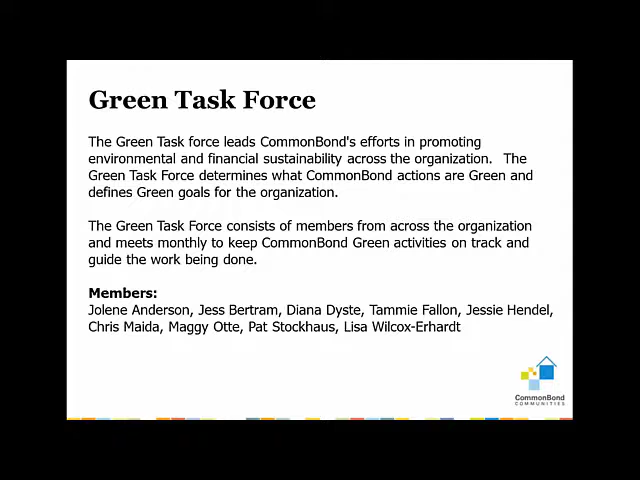 Green Task Force
The Green Task force leads CommonBond's efforts in promoting
environmental and financial sustainability across the organization.  The
Green Task Force determines what CommonBond actions are Green and
defines Green goals for the organization.
The Green Task Force consists of members from across the organization
and meets monthly to keep CommonBond Green activities on track and
guide the work being done.
Members:
Jolene Anderson, Jess Bertram, Diana Dyste, Tammie Fallon, Jessie Hendel,
Chris Maida, Maggy Otte, Pat Stockhaus, Lisa Wilcox-Erhardt
CommonBond
COMMUNITIES